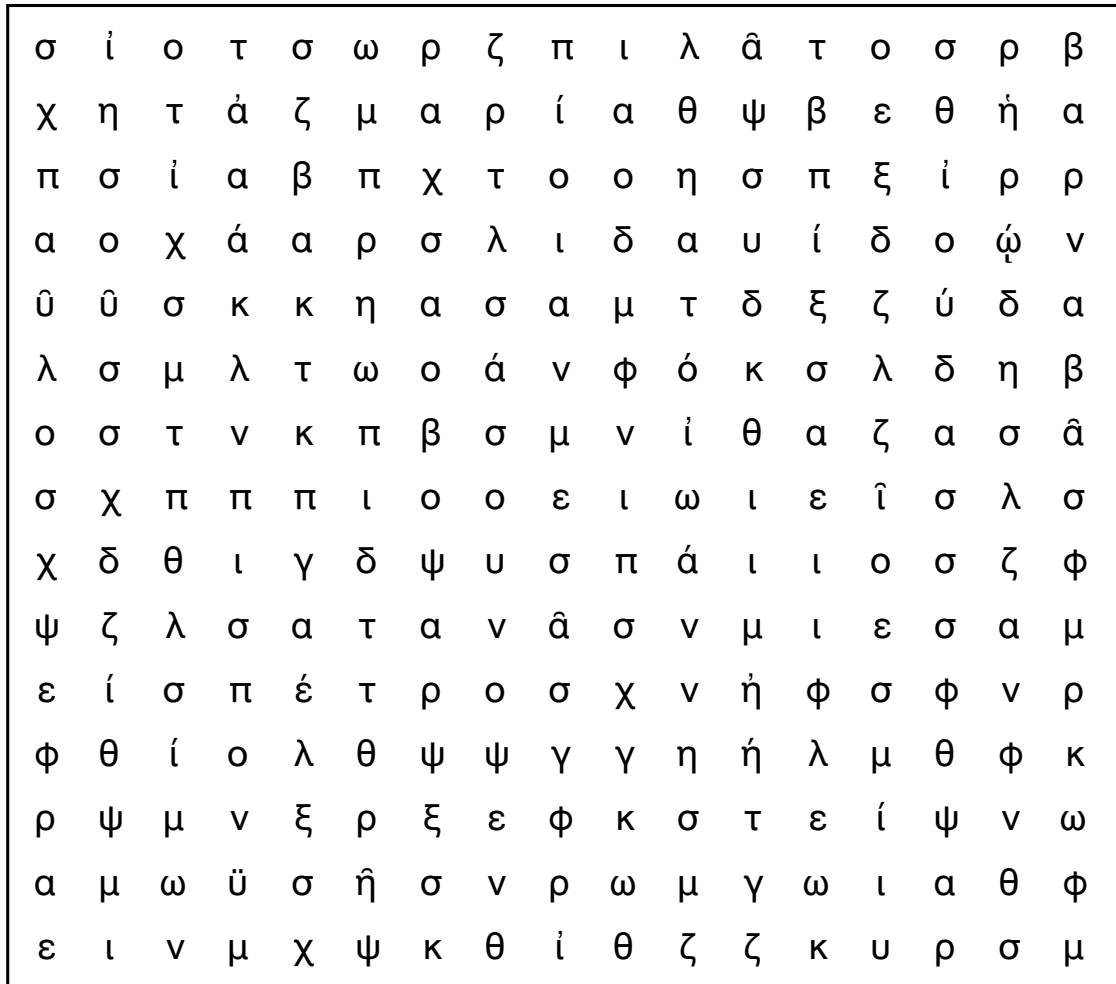 σ ἰ ο τ σ ω ρ ζ π ι λ ᾶ τ ο σ ρ β
χ η τ ἀ ζ μ α ρ ί α θ ψ β ε θ ἡ α
π σ ἰ α β π χ τ ο ο η σ π ξ ἰ ρ ρ
α ο χ ά α ρ σ λ ι δ α υ ί δ ο ῴ ν
ῦ ῦ σ κ κ η α σ α μ τ δ ξ ζ ύ δ α
λ σ μ λ τ ω ο ά ν φ ό κ σ λ δ η β
ο σ τ ν κ π β σ μ ν ἰ θ α ζ α σ ᾶ
σ χ π π π ι ο ο ε ι ω ι ε ῖ σ λ σ
χ δ θ ι γ δ ψ υ σ π ά ι ι ο σ ζ φ
ψ ζ λ σ α τ α ν ᾶ σ ν μ ι ε σ α μ
ε ί σ π έ τ ρ ο σ χ ν ἠ φ σ φ ν ρ
φ θ ί ο λ θ ψ ψ γ γ η ή λ μ θ φ κ
ρ ψ μ ν ξ ρ ξ ε φ κ σ τ ε ί ψ ν ω
α μ ω ϋ σ ῆ σ ν ρ ω μ γ ω ι α θ φ
ε ι ν μ χ ψ κ θ ἰ θ ζ ζ κ υ ρ σ μ